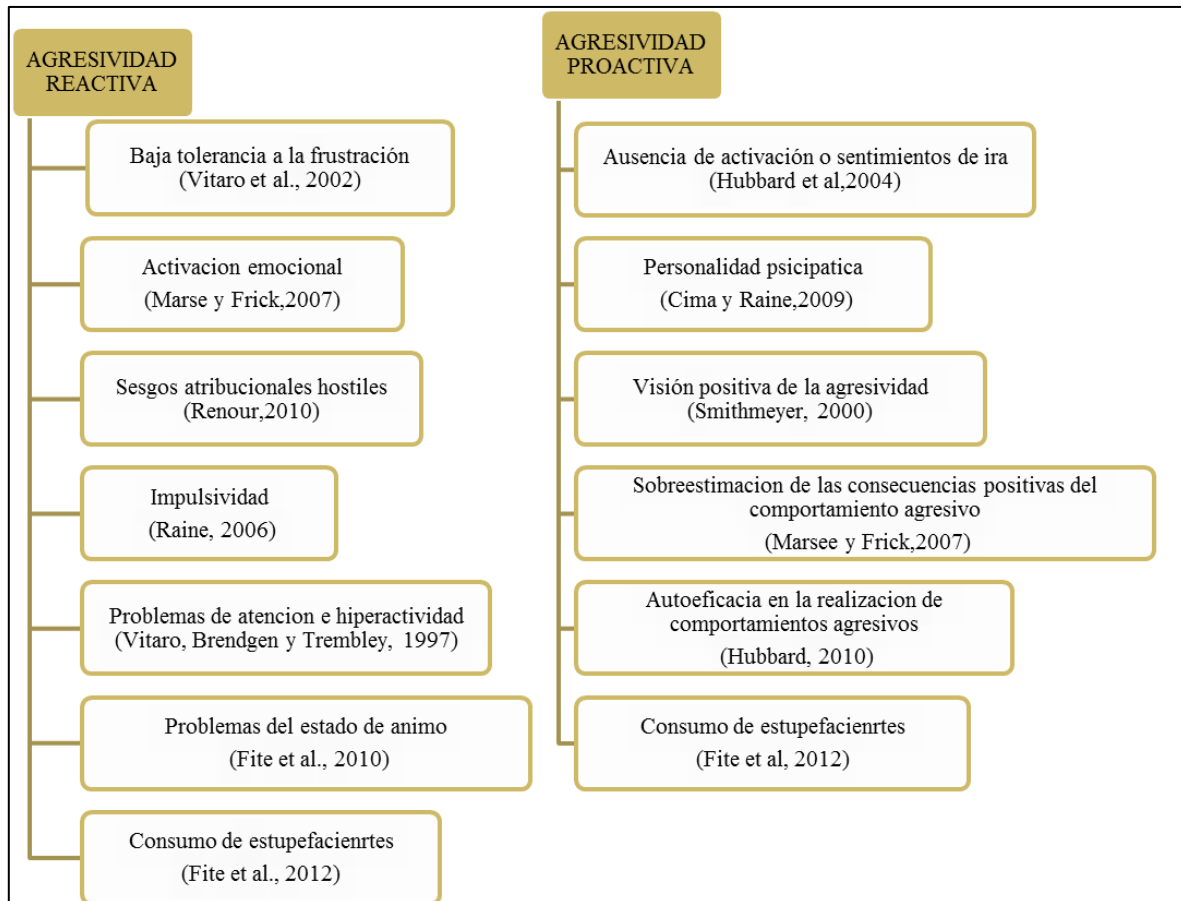 AGRESIVIDAD
REACTIVA
Baja tolerancia a la frustración
(Vitaro et al., 2002)
Activacion emocional
(Marse y Frick,2007)
Sesgos atribucionales hostiles
(Renour,2010)
Impulsividad
(Raine, 2006)
Problemas de atencion e hiperactividad
(Vitaro, Brendgen y Trembley, 1997)
Problemas del estado de animo
(Fite et al., 2010)
Consumo de estupefacienrtes
(Fite et al., 2012)
AGRESIVIDAD
PROACTIVA
Ausencia de activación o sentimientos de ira
(Hubbard et al,2004)
Personalidad psicipatica
(Cima y Raine,2009)
Visión positiva de la agresividad
(Smithmeyer, 2000)
Sobreestimacion de las consecuencias positivas del
comportamiento agresivo
(Marsee y Frick,2007)
Autoeficacia en la realizacion de
comportamientos agresivos
(Hubbard, 2010)
Consumo de estupefacienrtes
(Fite et al, 2012)